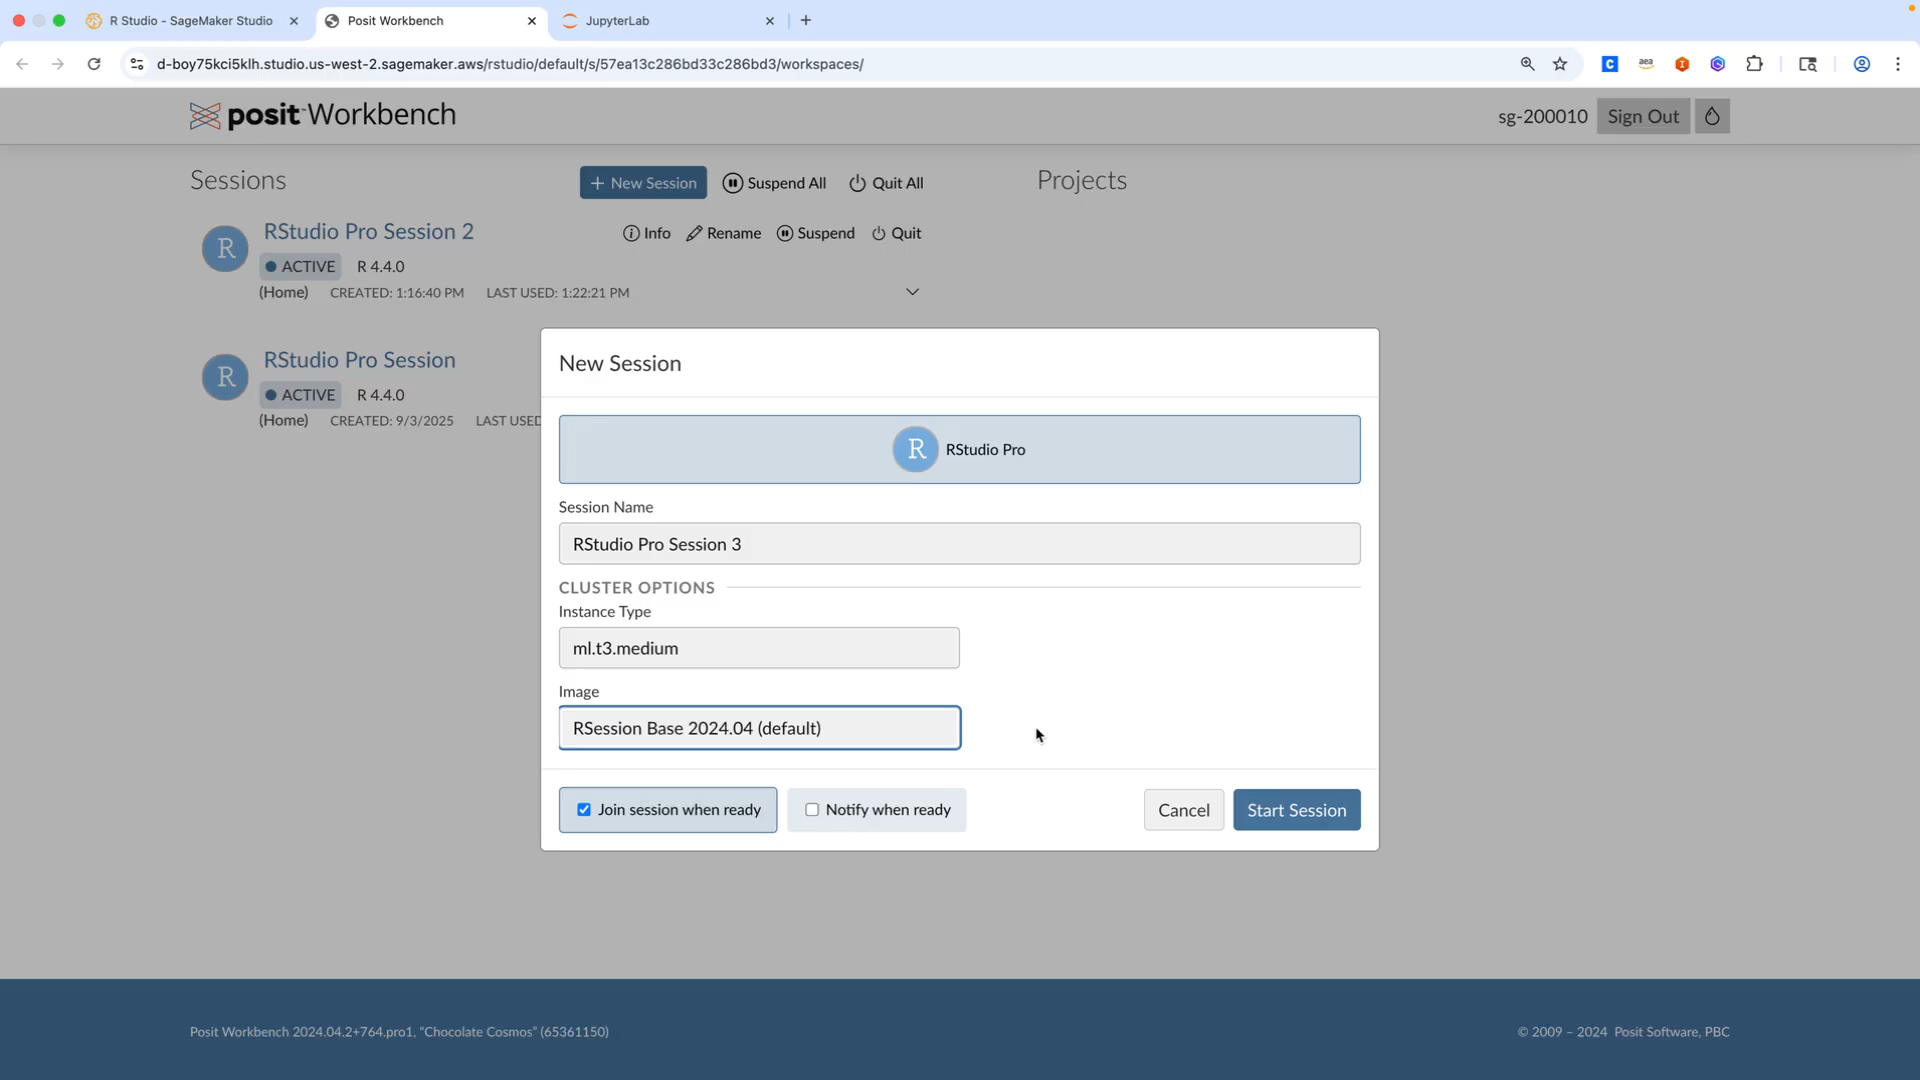 R Studio - SageMaker Studio
Posit Workbench
JupyterLab
d-boy75kci5klh.studio.us-west-2.sagemaker.aws/rstudio/default/s/57ea13c286bd33c286bd3/workspaces/
C
aea
posit Workbench
sg-200010
Sign Out
Sessions
New Session
Suspend All
Quit All
Projects
R
RStudio Pro Session 2
Info
Rename
Suspend
Quit
ACTIVE R 4.4.0
(Home) CREATED: 1:16:40 PM LAST USED: 1:22:21 PM
R
RStudio Pro Session
ACTIVE R 4.4.0
(Home) CREATED: 9/3/2025 LAST USED
New Session
R
RStudio Pro
Session Name
RStudio Pro Session 3
CLUSTER OPTIONS
Instance Type
ml.t3.medium
Image
RSession Base 2024.04 (default)
Join session when ready
Notify when ready
Cancel
Start Session
Posit Workbench 2024.04.2+764.pro1, “Chocolate Cosmos” (65361150)
© 2009 – 2024 Posit Software, PBC